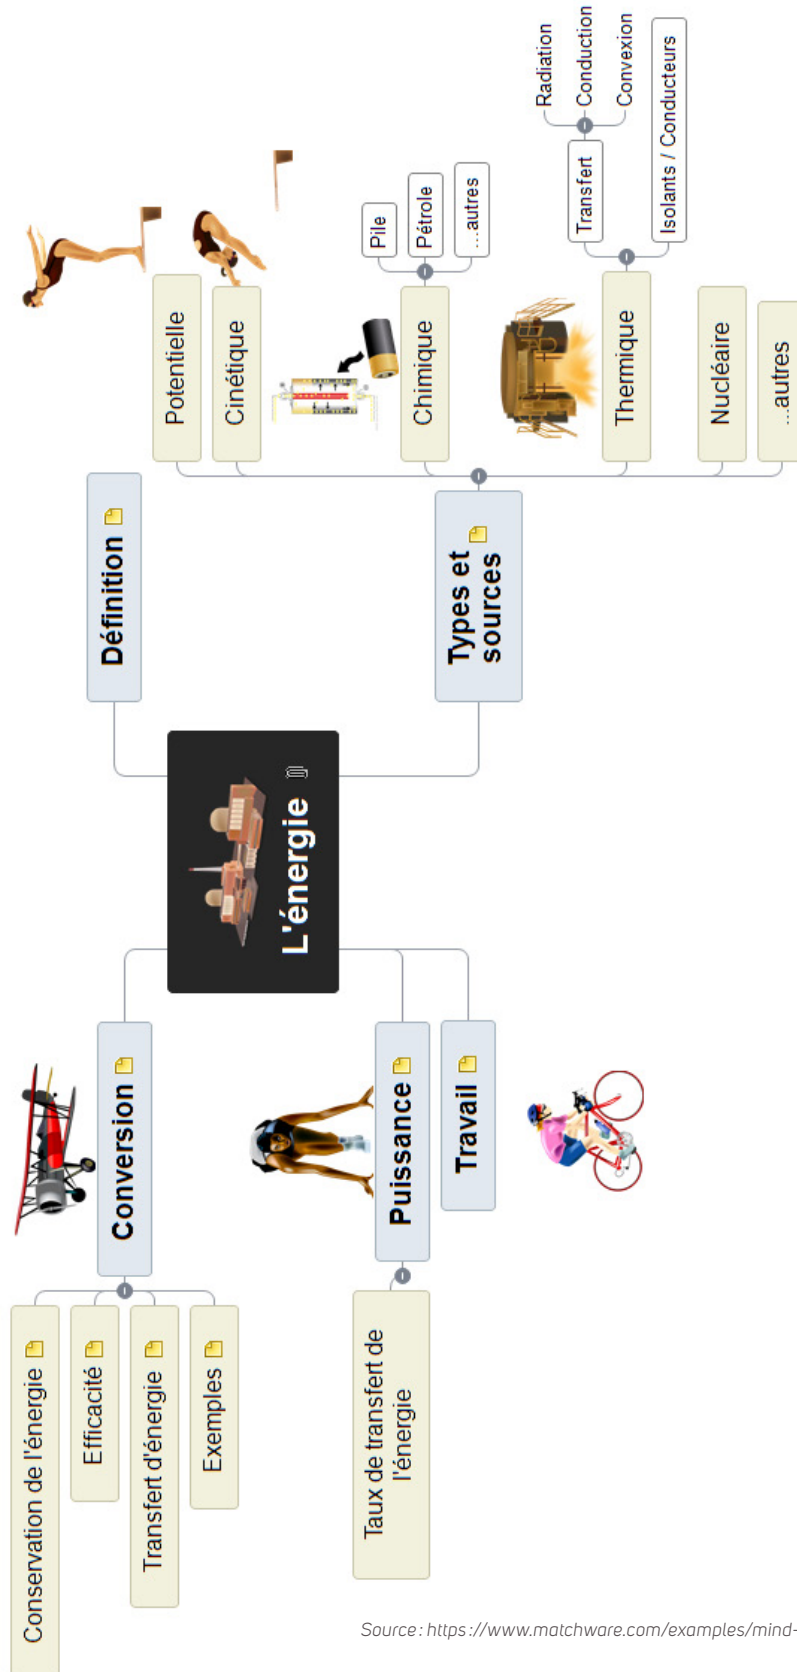 L'énergie
Définition
Types et
sources
Potentielle
Cinétique
Chimique
Pile
Pétrole
...autres
Thermique
Transfert
Radiation
Conduction
Convexion
Isolants / Conducteurs
Nucléaire
...autres
Conversion
Conservation de l'énergie
Efficacité
Transfert d'énergie
Exemples
Puissance
Taux de transfert de
l'énergie
Travail
Source : https://www.matchware.com/examples/mind-